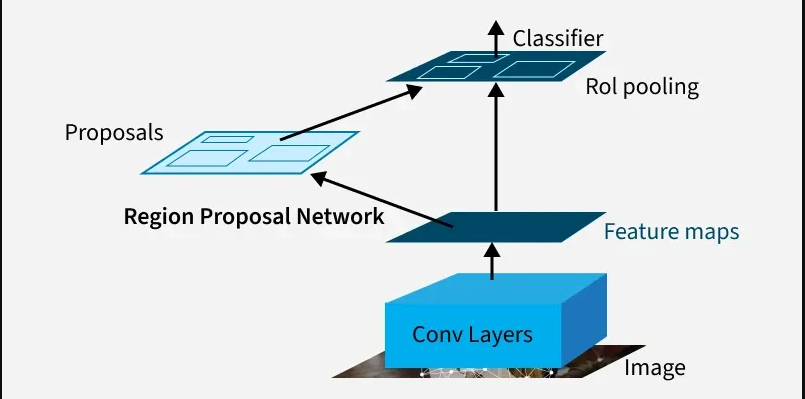 Classifier
RoI pooling
Proposals
Region Proposal Network
Feature maps
Conv Layers
Image